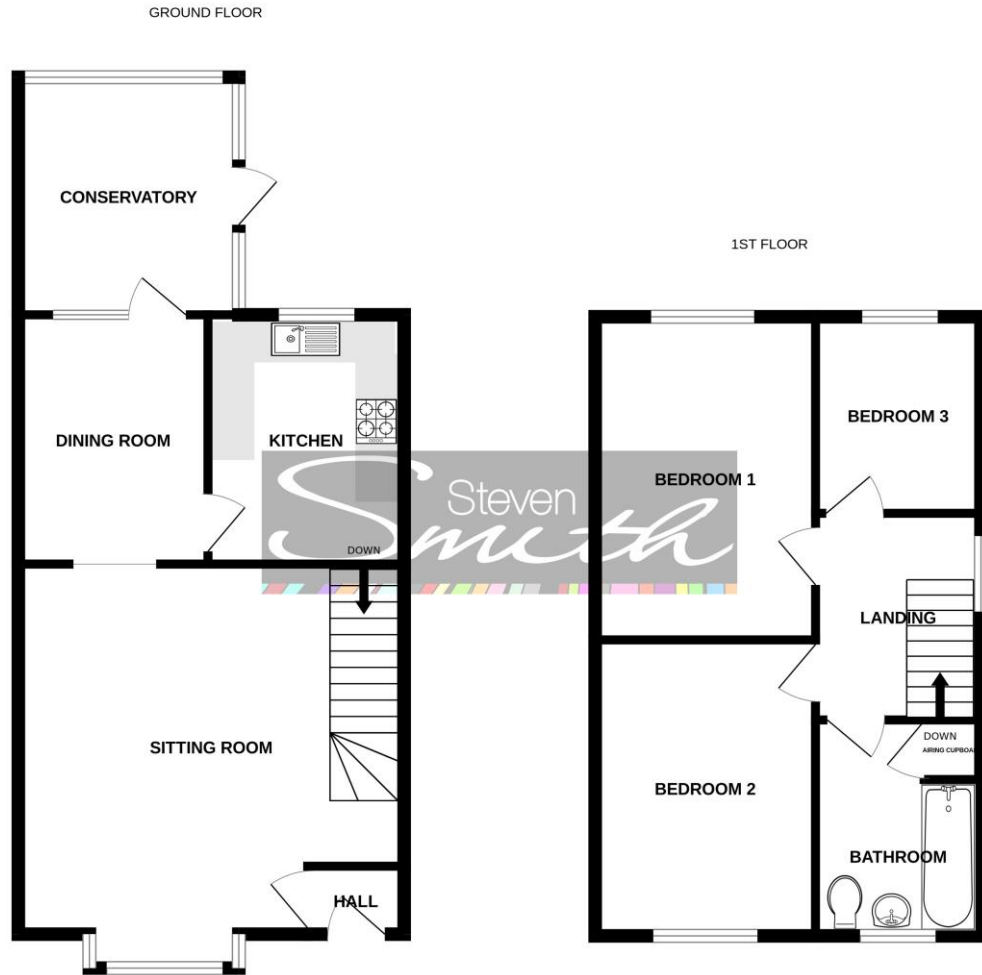 GROUND FLOOR
CONSERVATORY
DINING ROOM
KITCHEN
DOWN
SITTING ROOM
HALL
Steven
Smith
1ST FLOOR
BEDROOM 1
BEDROOM 3
LANDING
BEDROOM 2
DOWN
AIRING CUPBOA
BATHROOM